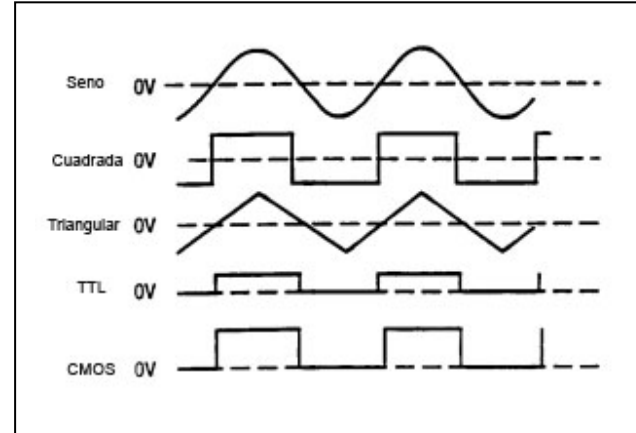 Seno 0V
Cuadrada 0V
Triangular 0V
TTL 0V
CMOS 0V